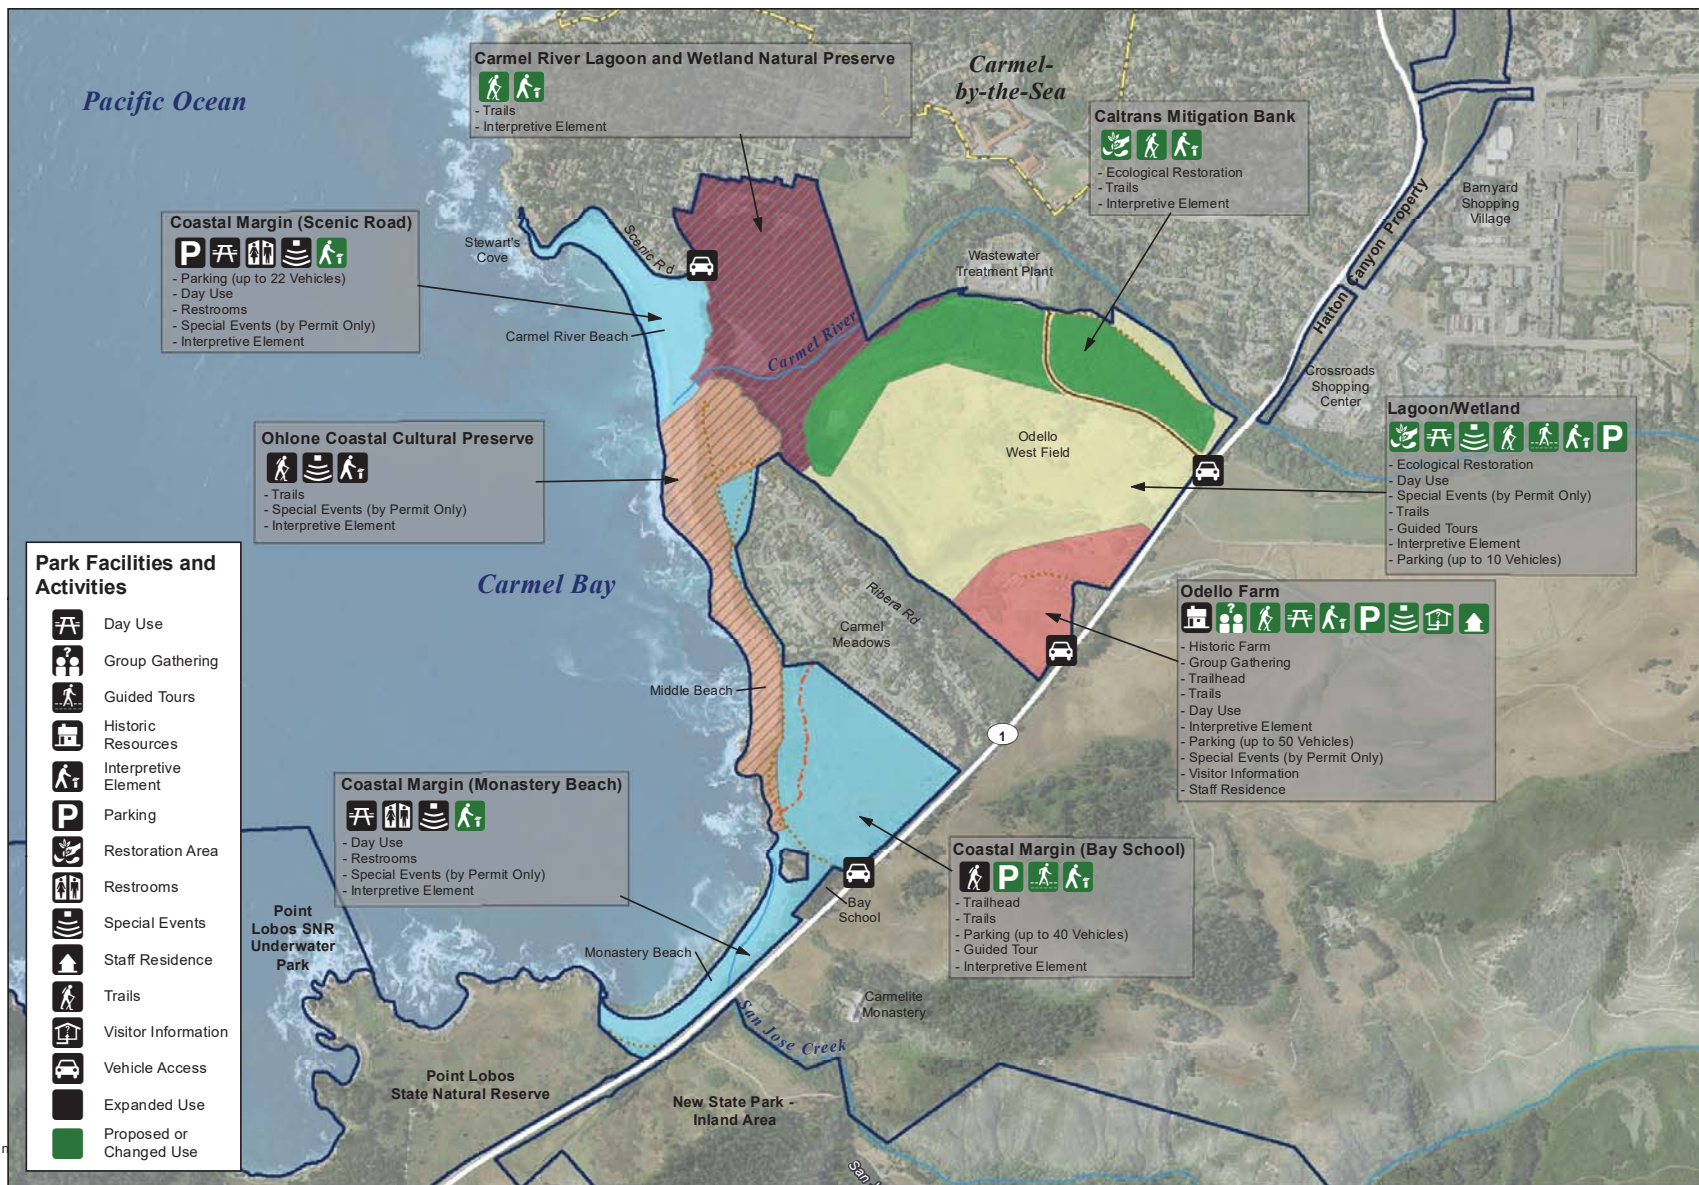 Pacific Ocean
Carmel River Lagoon and Wetland Natural Preserve
- Trails
- Interpretive Element
Carmel-
by-the-Sea
Caltrans Mitigation Bank
- Ecological Restoration
- Trails
- Interpretive Element
Barnyard
Shopping
Village
Hatton Canyon Property
Coastal Margin (Scenic Road)
P
- Parking (up to 22 Vehicles)
- Day Use
- Restrooms
- Special Events (by Permit Only)
- Interpretive Element
Stewart's
Cove
Scenic Rd
Wastewater
Treatment Plant
Carmel River Beach
Carmel River
Crossroads
Shopping
Center
Lagoon/Wetland
P
- Ecological Restoration
- Day Use
- Special Events (by Permit Only)
- Trails
- Guided Tours
- Interpretive Element
- Parking (up to 10 Vehicles)
Ohlone Coastal Cultural Preserve
- Trails
- Special Events (by Permit Only)
- Interpretive Element
Odello
West Field
Carmel Bay
Ribera Rd
Carmel
Meadows
Middle Beach
Odello Farm
?
P
?
- Historic Farm
- Group Gathering
- Trailhead
- Trails
- Day Use
- Interpretive Element
- Parking (up to 50 Vehicles)
- Special Events (by Permit Only)
- Visitor Information
- Staff Residence
1
Park Facilities and
Activities
Day Use
?
Group Gathering
Guided Tours
Historic
Resources
Interpretive
Element
P
Parking
Restoration Area
Restrooms
Special Events
Staff Residence
Trails
?
Visitor Information
Vehicle Access
Expanded Use
Proposed or
Changed Use
Coastal Margin (Monastery Beach)
- Day Use
- Restrooms
- Special Events (by Permit Only)
- Interpretive Element
Coastal Margin (Bay School)
P
- Trailhead
- Trails
- Parking (up to 40 Vehicles)
- Guided Tour
- Interpretive Element
Bay
School
Monastery Beach
Point
Lobos SNR
Underwater
Park
Carmelite
Monastery
San Jose Creek
Point Lobos
State Natural Reserve
New State Park -
Inland Area